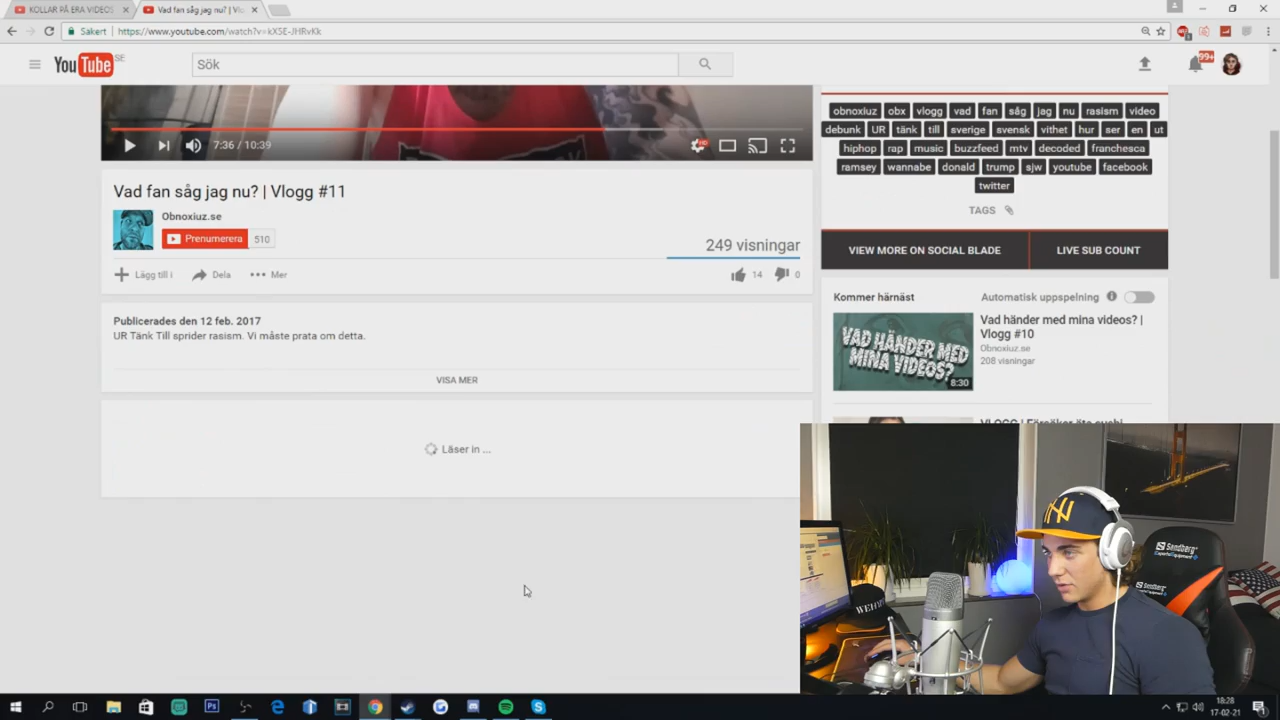 KOLLAR PÅ ERA VIDEOS
Vad fan såg jag nu? | Vlo
Säkert
https://www.youtube.com/watch?v=kXSE-JHRvKk
YouTube SE
Sök
99+
7:36 / 10:39
HD
Vad fan såg jag nu? | Vlogg #11
Obnoxiuz.se
Prenumerera
510
249 visningar
Lägg till i
Dela
Mer
14
0
Publicerades den 12 feb. 2017
UR Tänk Till sprider rasism. Vi måste prata om detta.
VISA MER
Läser in ...
obnoxiuz obx vlogg vad fan såg jag nu rasism video
debunk UR tänk till sverige svensk vithet hur ser en ut
hiphop rap music buzzfeed mtv decoded franchesca
ramsey wannabe donald trump sjw youtube facebook
twitter
TAGS
VIEW MORE ON SOCIAL BLADE
LIVE SUB COUNT
Kommer härnäst
Automatisk uppspelning
VAD HÄNDER MED
MINA VIDEOS?
8:30
Vad händer med mina videos? |
Vlogg #10
Obnoxiuz.se
208 visningar
Sandberg
Sandberg
NY
18:28
17-02-21